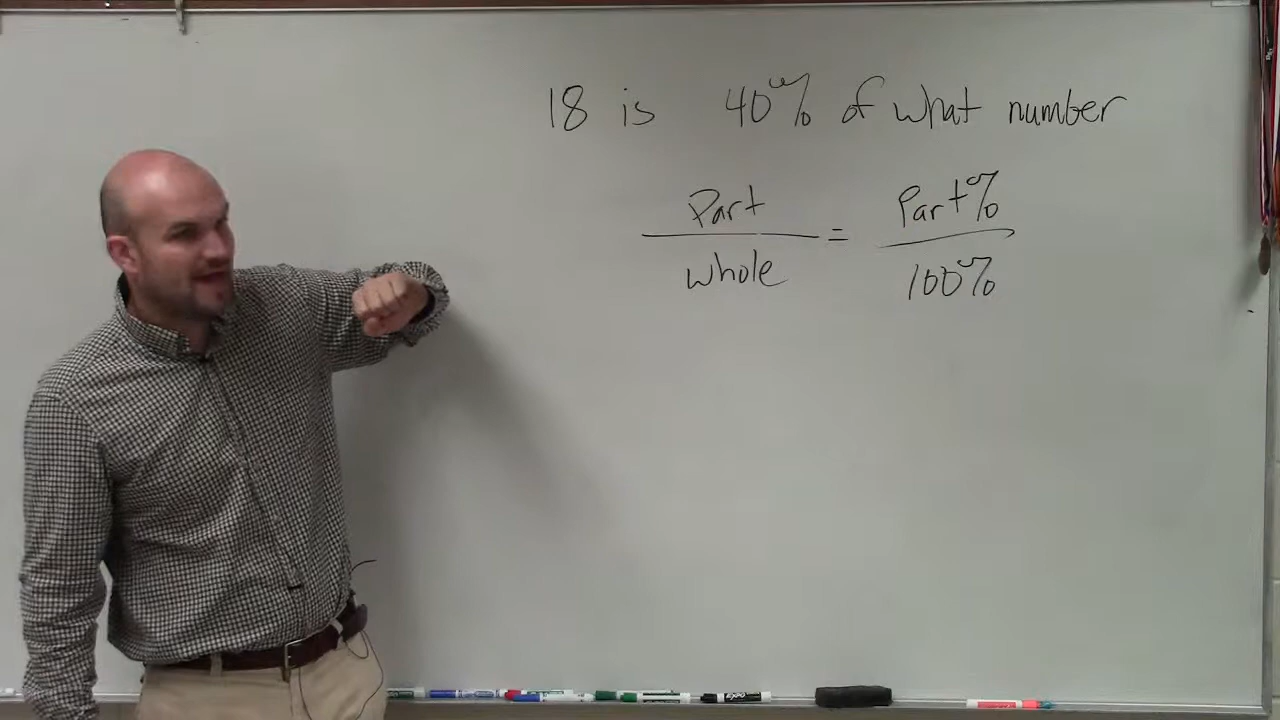 18 is 40% of what number
Part = Part%
whole 100%